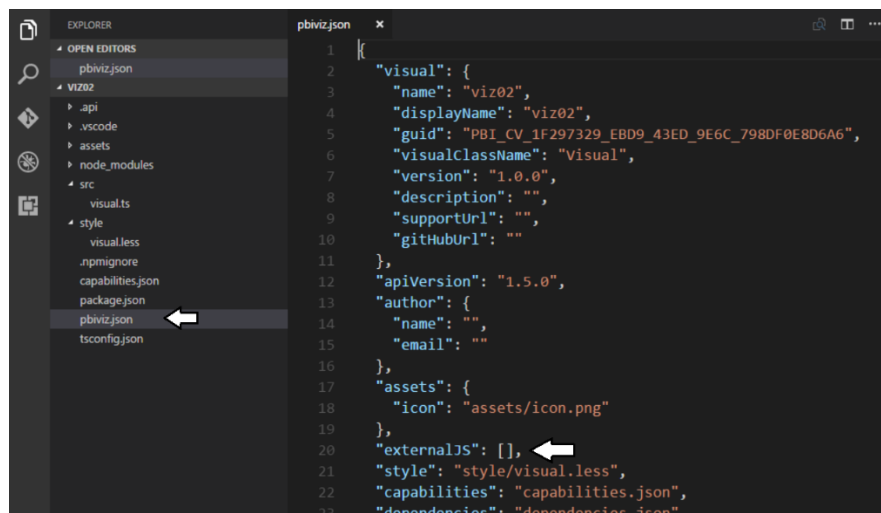 EXPLORER
OPEN EDITORS
pbiviz.json
VIZ02
.api
.vscode
assets
node_modules
src
visual.ts
style
visual.less
.npmignore
capabilities.json
package.json
pbiviz.json
tsconfig.json
pbiviz.json ×
1 {
2 "visual": {
3 "name": "viz02",
4 "displayName": "viz02",
5 "guid": "PBI_CV_1F297329_EBD9_43ED_9E6C_798DF0E8D6A6",
6 "visualClassName": "Visual",
7 "version": "1.0.0",
8 "description": "",
9 "supportUrl": "",
10 "gitHubUrl": ""
11 },
12 "apiVersion": "1.5.0",
13 "author": {
14 "name": "",
15 "email": ""
16 },
17 "assets": {
18 "icon": "assets/icon.png"
19 },
20 "externalJS": [],
21 "style": "style/visual.less",
22 "capabilities": "capabilities.json",
23 "dependencies": "dependencies.json"